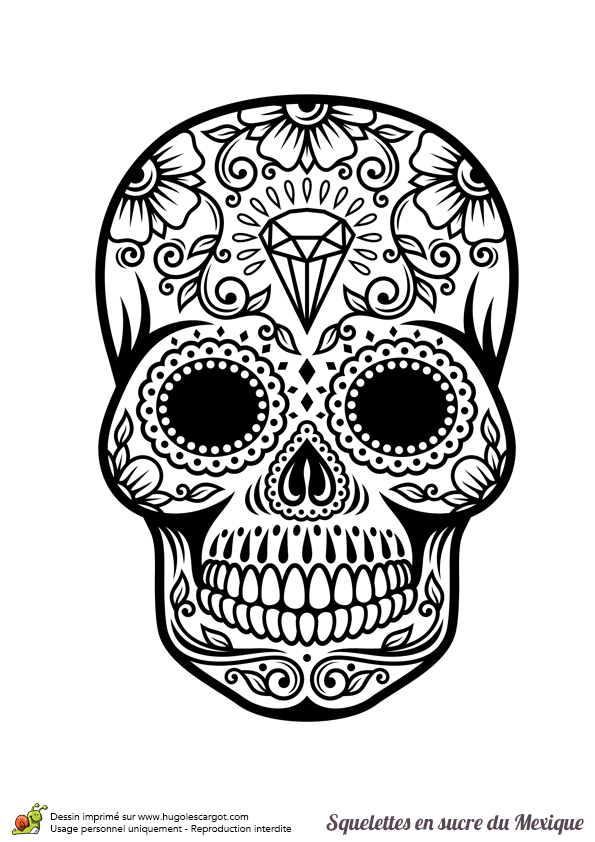 Dessin imprimé sur www.hugolescargot.com
Usage personnel uniquement - Reproduction interdite
Squelettes en sucre du Mexique